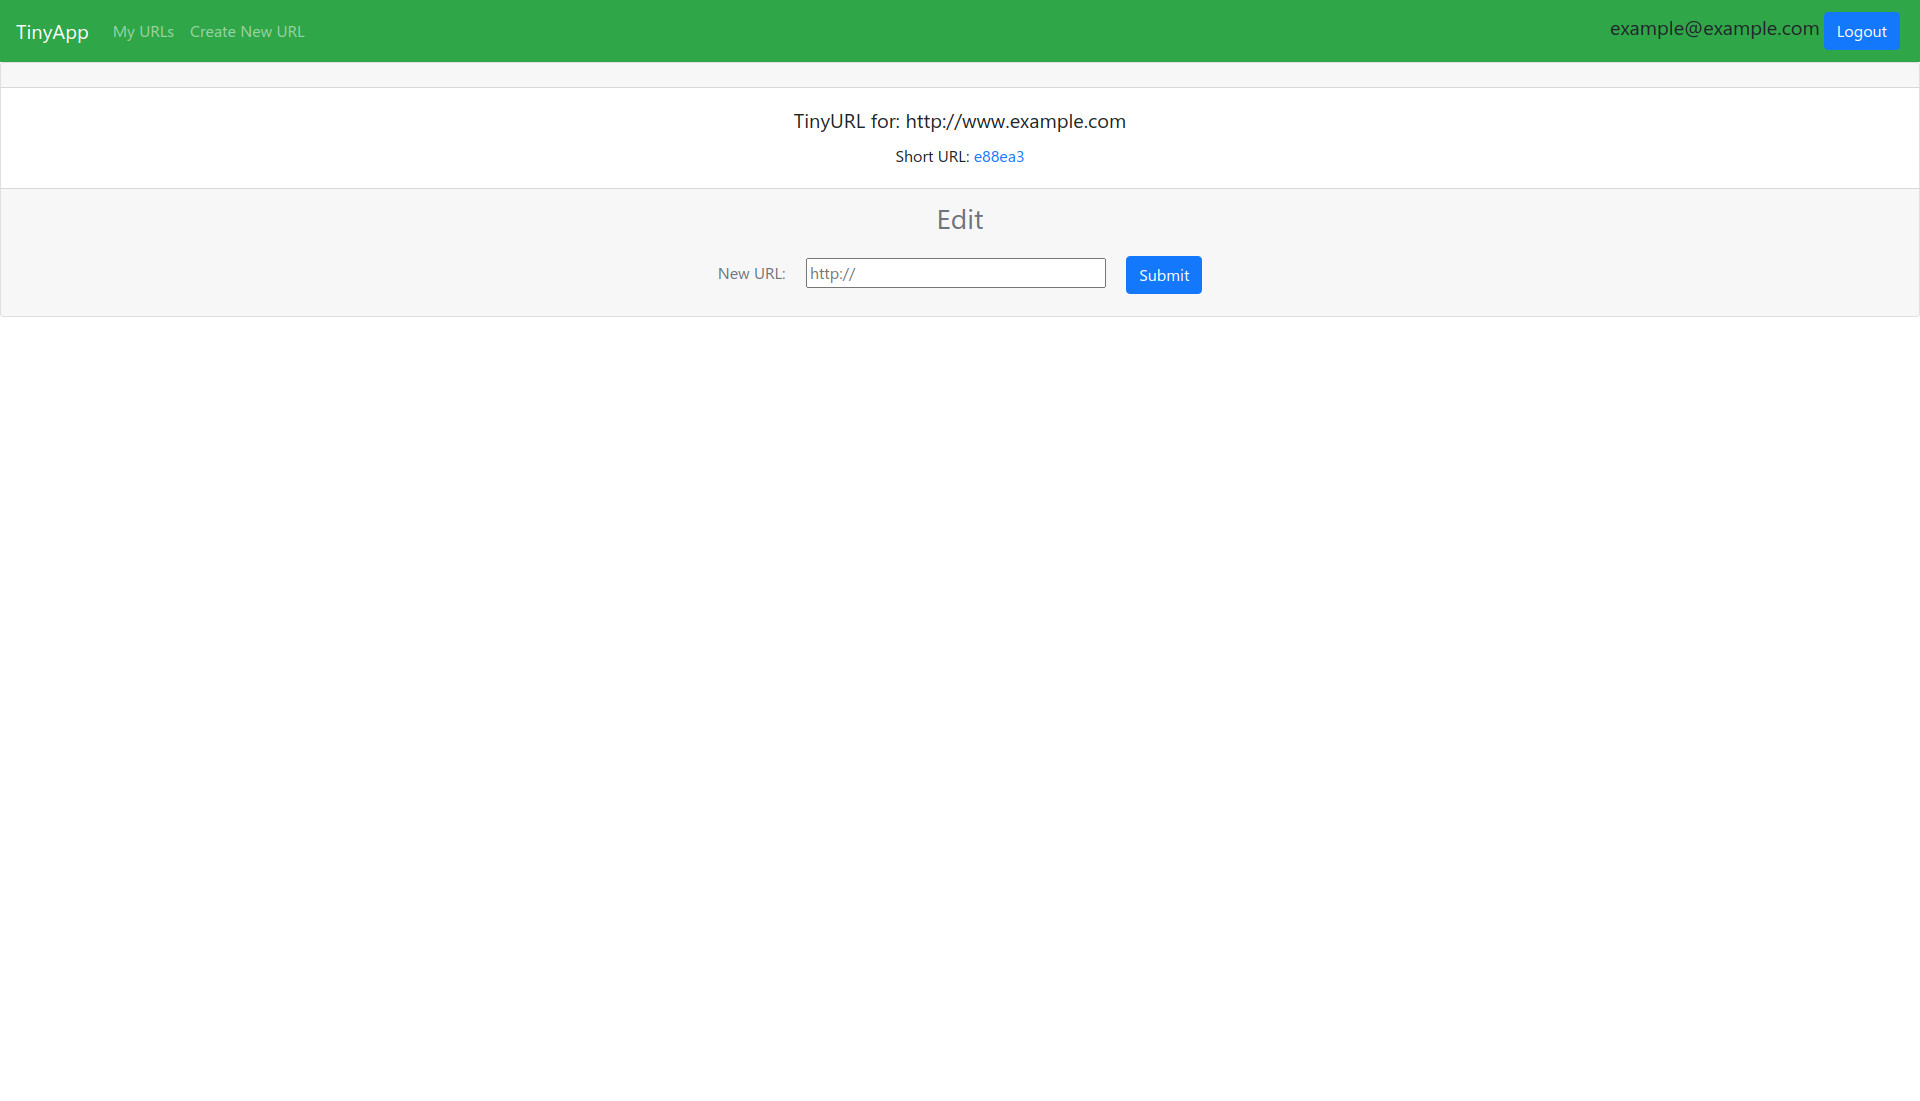 TinyApp My URLs Create New URL example@example.com Logout
TinyURL for: http://www.example.com
Short URL: e88ea3
Edit
New URL: http:// Submit